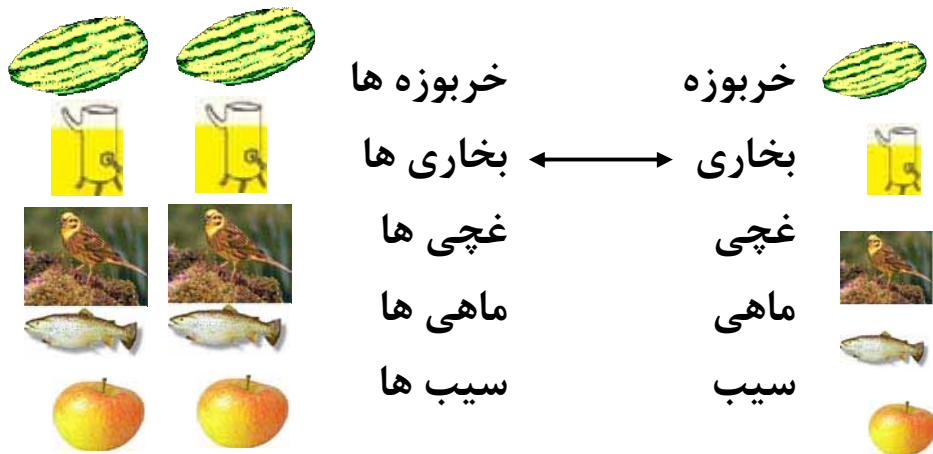 خربوزه خربوزه ها
بخاری بخاری ها
غچی غچی ها
ماهی ماهی ها
سیب سیب ها